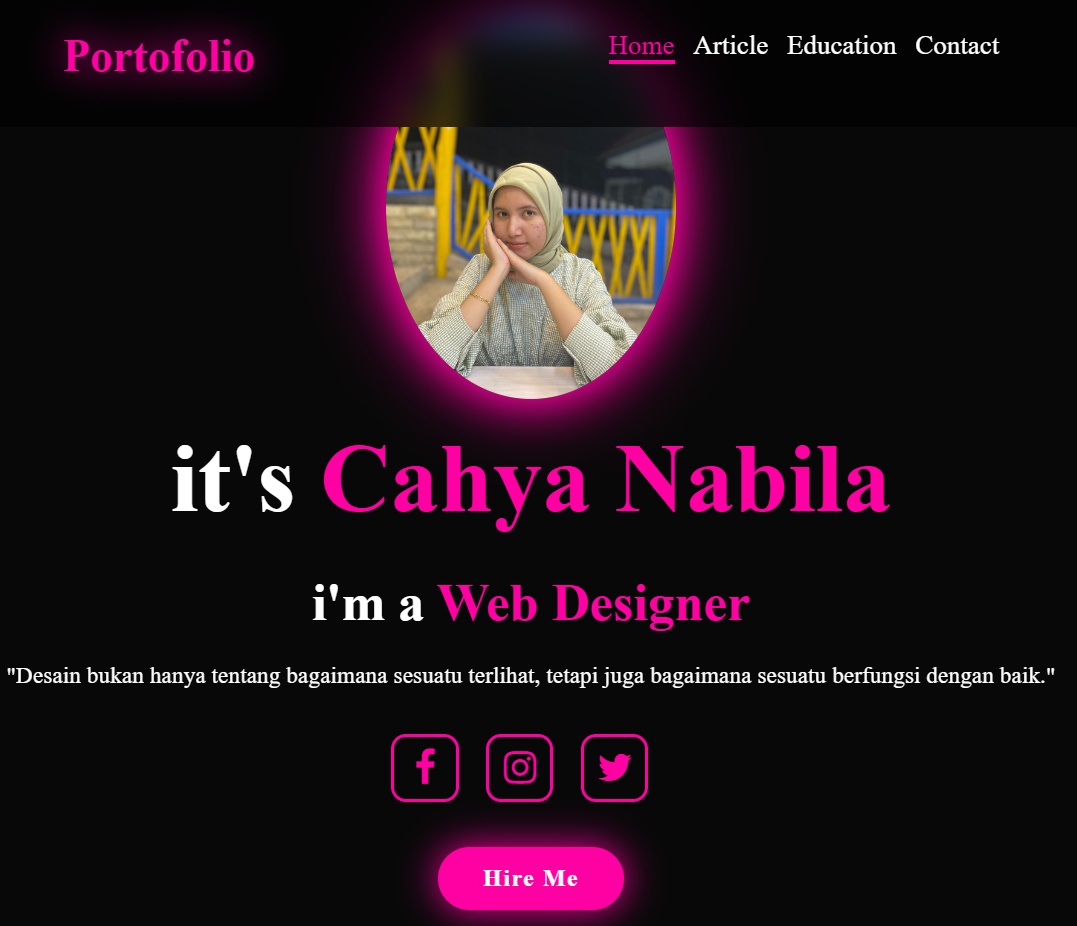 Portofolio
Home Article Education Contact
it's Cahya Nabila
i'm a Web Designer
"Desain bukan hanya tentang bagaimana sesuatu terlihat, tetapi juga bagaimana sesuatu berfungsi dengan baik."
Hire Me